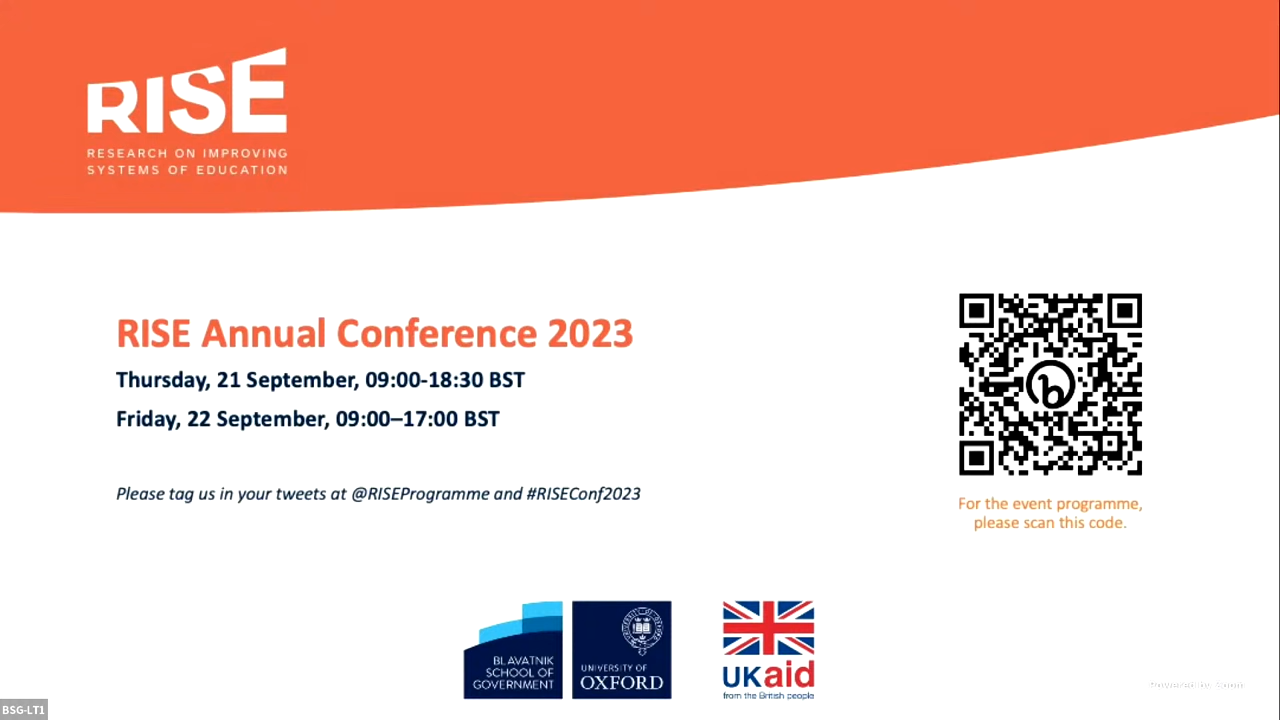 RISE
RESEARCH ON IMPROVING
SYSTEMS OF EDUCATION
RISE Annual Conference 2023
Thursday, 21 September, 09:00-18:30 BST
Friday, 22 September, 09:00–17:00 BST
Please tag us in your tweets at @RISEProgramme and #RISEConf2023
For the event programme,
please scan this code.
BLAVATNIK
SCHOOL OF
GOVERNMENT
UNIVERSITY OF
OXFORD
UKaid
from the British people
Powered by Zoom
BSG-LT1